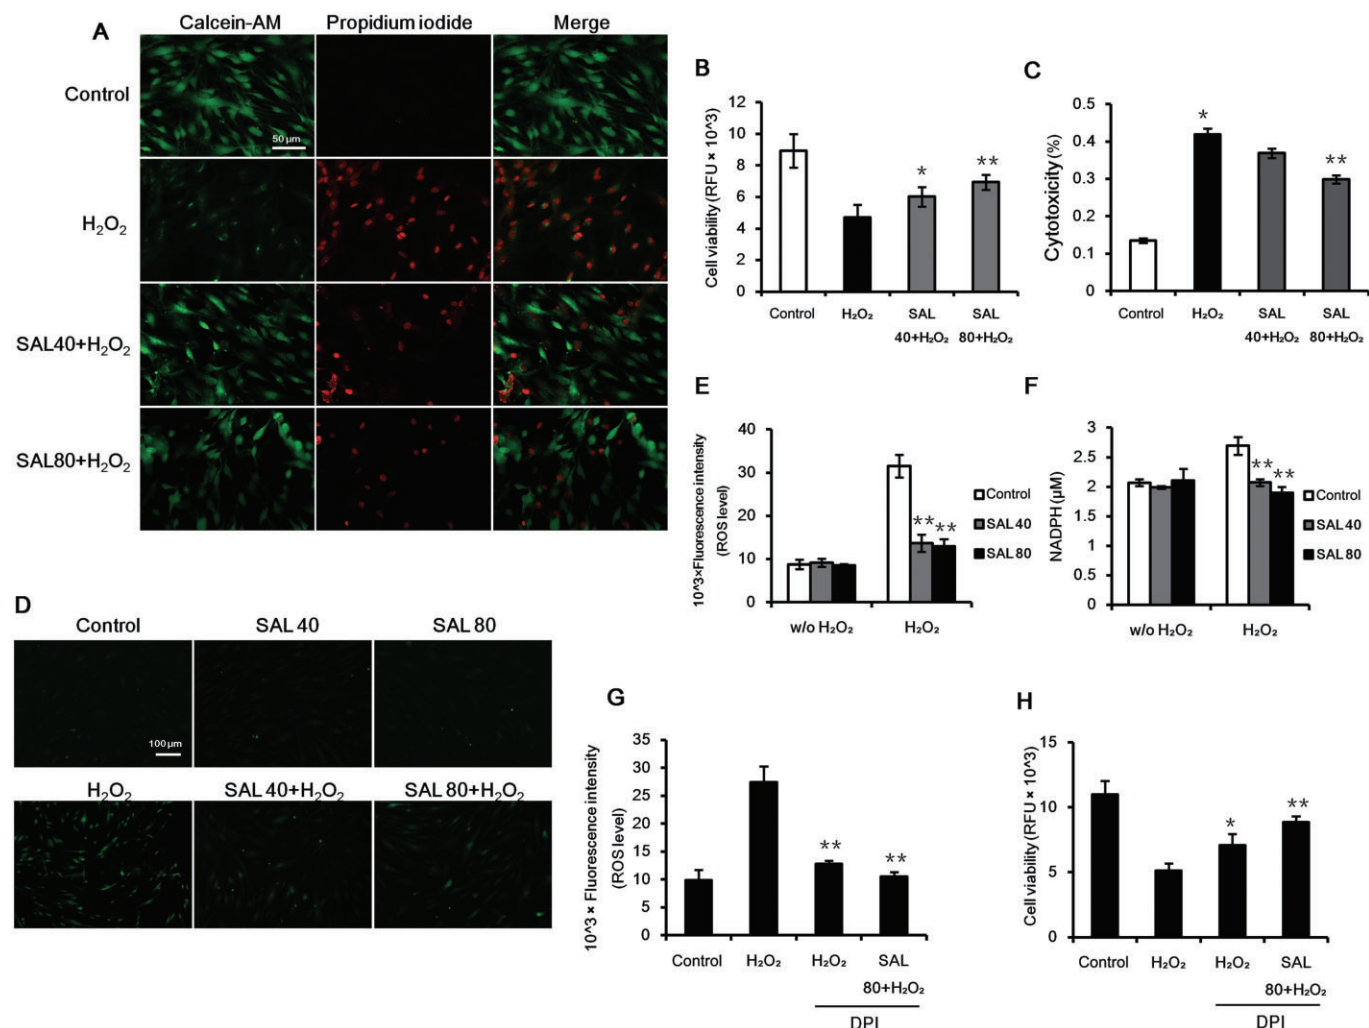 A
Calcein-AM Propidium iodide Merge
Control
50 µm
H₂O₂
SAL40+H₂O₂
SAL80+H₂O₂
B
Cell viability (RFU × 10^3)
12
10
8
6
4
2
0
* **
Control H₂O₂ SAL SAL
40+H₂O₂ 80+H₂O₂
C
Cytotoxicity (%)
0.5
0.4
0.3
0.2
0.1
0
* **
Control H₂O₂ SAL SAL
40+H₂O₂ 80+H₂O₂
D
Control SAL 40 SAL 80
100 µm
H₂O₂ SAL 40+H₂O₂ SAL 80+H₂O₂
E
10^3×Fluorescence intensity
(ROS level)
40
30
20
10
0
** **
w/o H₂O₂ H₂O₂
Control
SAL 40
SAL 80
F
NADPH (µM)
3
2.5
2
1.5
1
0.5
0
** **
w/o H₂O₂ H₂O₂
Control
SAL 40
SAL 80
G
10^3 × Fluorescence intensity
(ROS level)
35
30
25
20
15
10
5
0
** **
Control H₂O₂ H₂O₂ SAL
80+H₂O₂
DPI
H
Cell viability (RFU × 10^3)
15
10
5
0
* **
Control H₂O₂ H₂O₂ SAL
80+H₂O₂
DPI